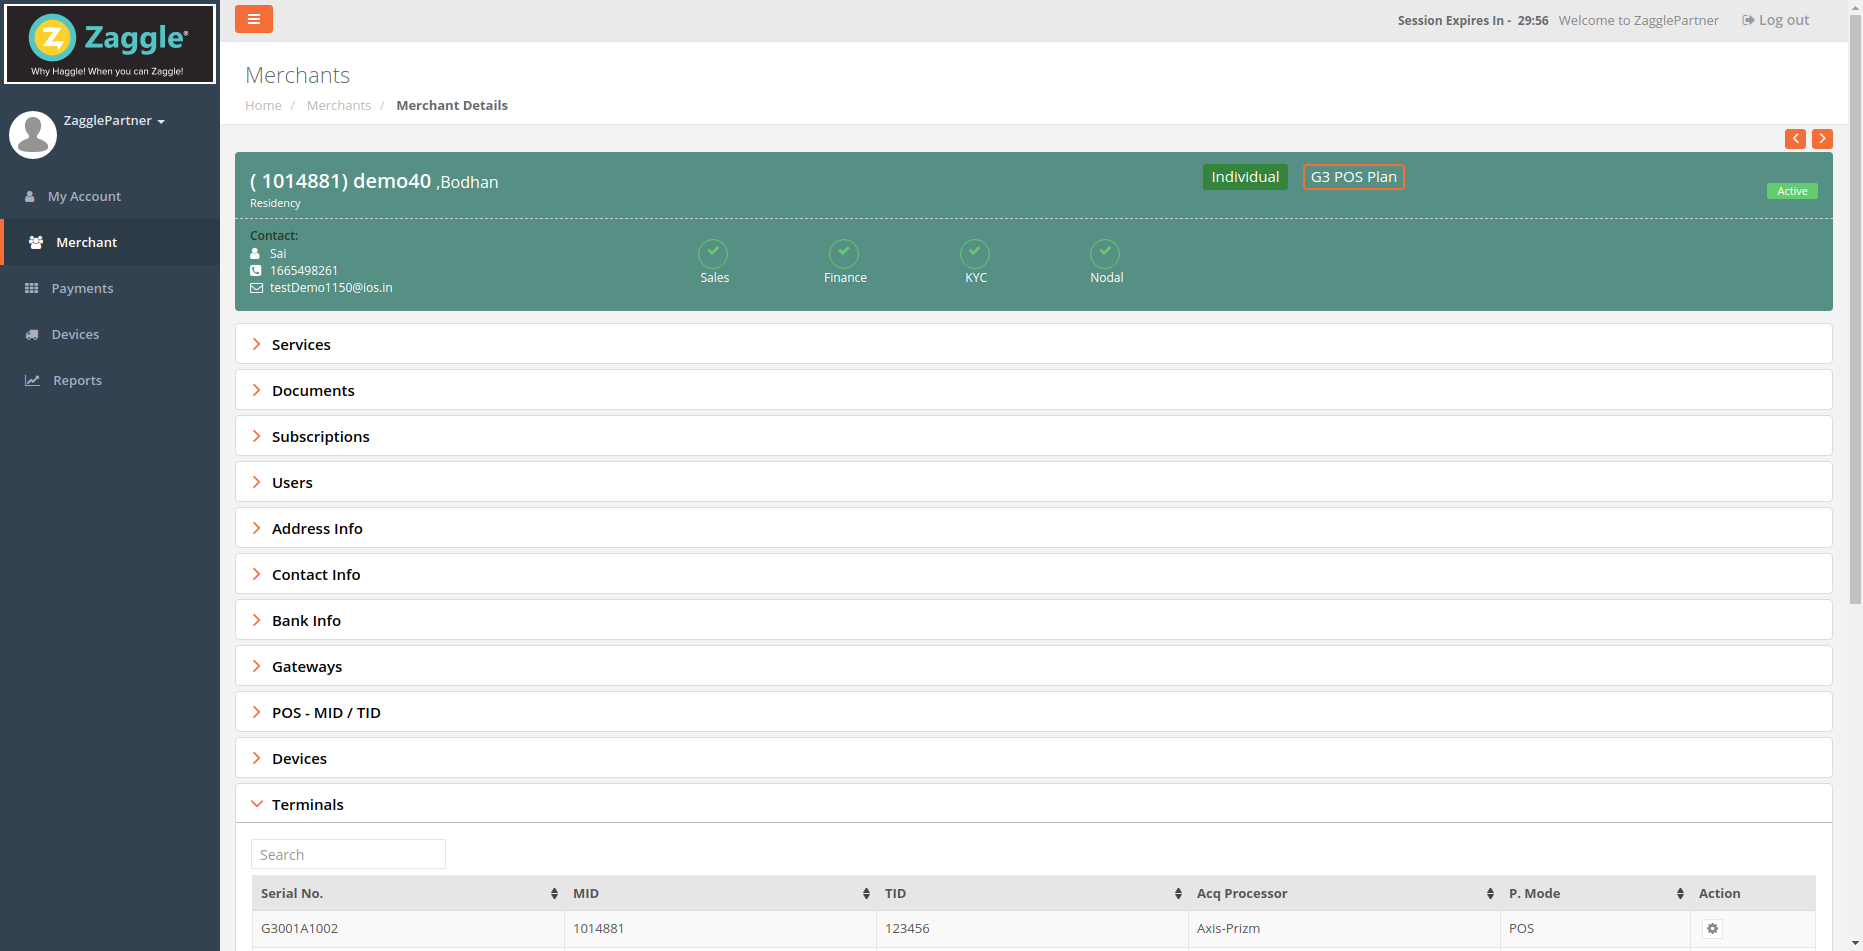 Zaggle
Why Haggle! When you can Zaggle!
Session Expires In - 29:56 Welcome to ZagglePartner Log out
ZagglePartner
My Account
Merchant
Payments
Devices
Reports
Merchants
Home / Merchants / Merchant Details
( 1014881) demo40 ,Bodhan
Residency
Individual
G3 POS Plan
Active
Contact:
Sai
1665498261
testDemo1150@ios.in
Sales Finance KYC Nodal
Services
Documents
Subscriptions
Users
Address Info
Contact Info
Bank Info
Gateways
POS - MID / TID
Devices
Terminals
Search
Serial No. MID TID Acq Processor P. Mode Action
G3001A1002 1014881 123456 Axis-Prizm POS